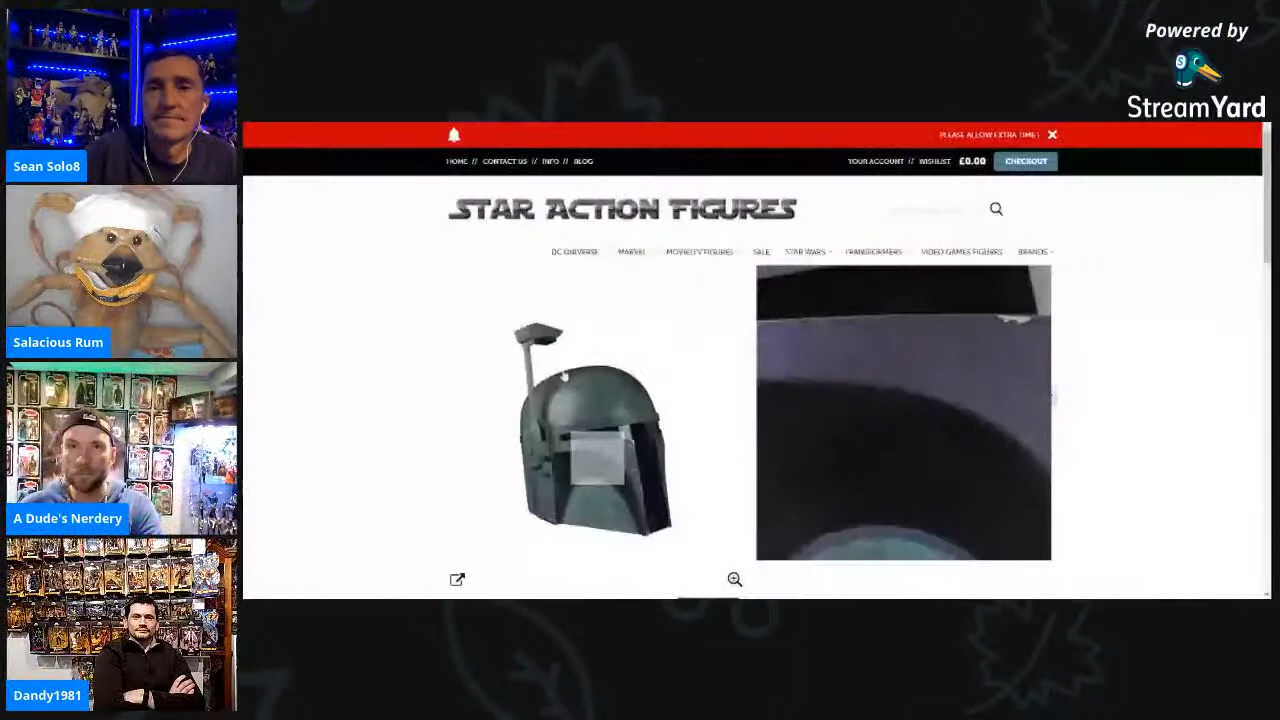 Powered by
StreamYard
Sean Solo8
Salacious Rum
A Dude's Nerdery
Dandy1981
PLEASE ALLOW EXTRA TIME!
HOME // CONTACT US // INFO // BLOG
YOUR ACCOUNT // WISHLIST £0.00 CHECKOUT
STAR ACTION FIGURES
DC UNIVERSE MARVEL MOVIE/TV FIGURES SALE STAR WARS TRANSFORMERS VIDEO GAMES FIGURES BRANDS